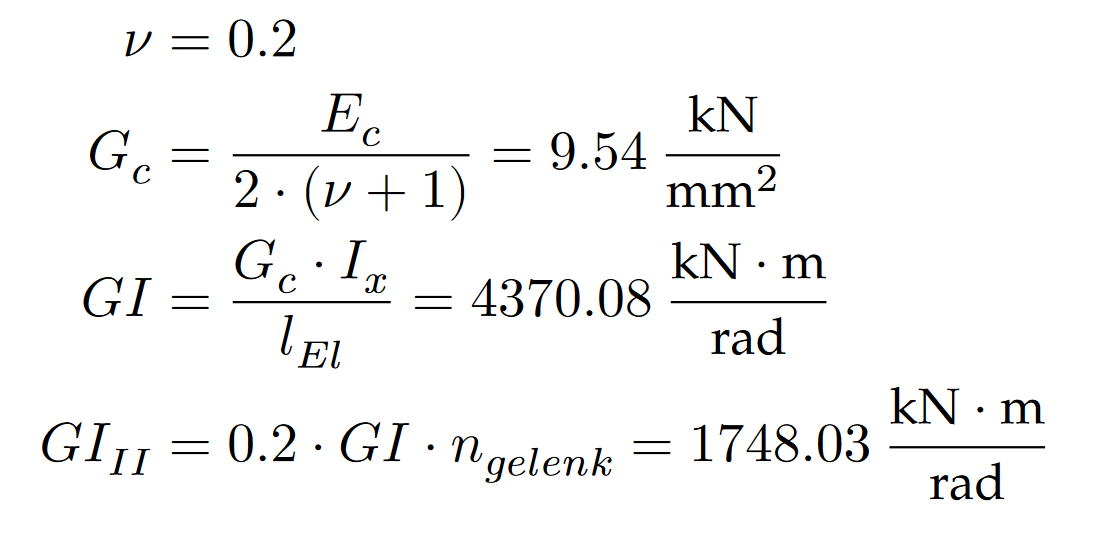 ν = 0.2
G_c = E_c / (2 · (ν + 1)) = 9.54 kN/mm²
GI = (G_c · I_x) / l_El = 4370.08 (kN · m)/rad
GI_II = 0.2 · GI · n_gelenk = 1748.03 (kN · m)/rad